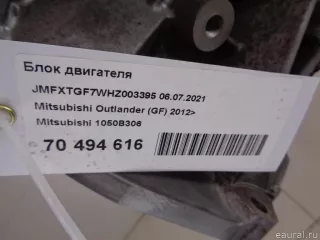 Блок двигателя
JMFXTGF7WHZ003395 06.07.2021
Mitsubishi Outlander (GF) 2012>
Mitsubishi 1050B306
70 494 616
eaural.ru